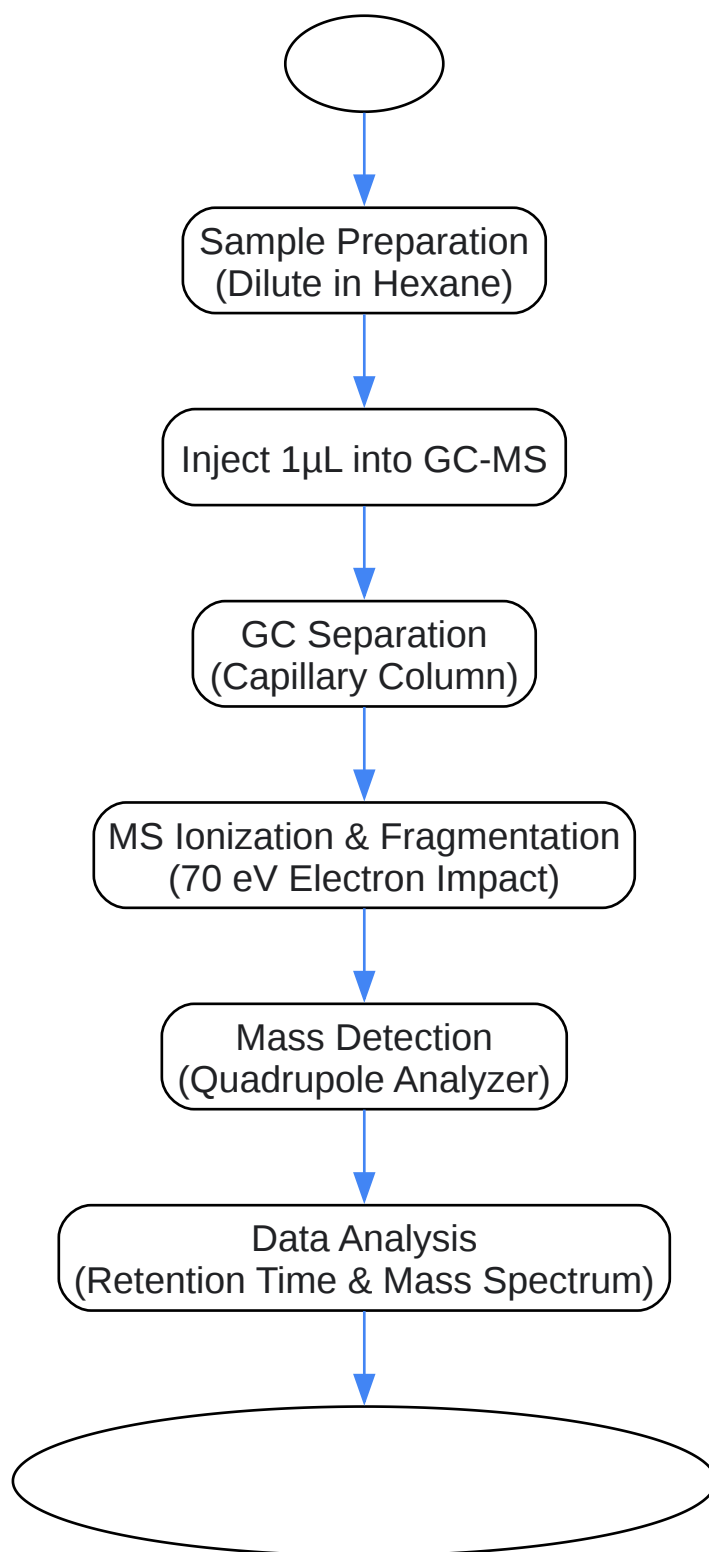 Sample Preparation
(Dilute in Hexane)
Inject 1µL into GC-MS
GC Separation
(Capillary Column)
MS Ionization & Fragmentation
(70 eV Electron Impact)
Mass Detection
(Quadrupole Analyzer)
Data Analysis
(Retention Time & Mass Spectrum)